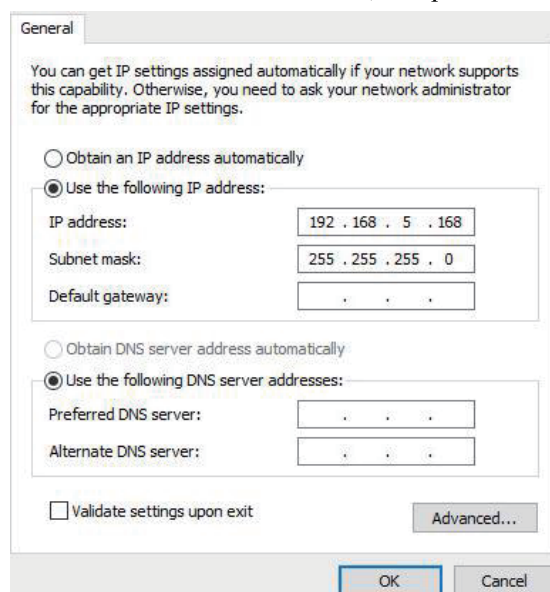 General
You can get IP settings assigned automatically if your network supports
this capability. Otherwise, you need to ask your network administrator
for the appropriate IP settings.
Obtain an IP address automatically
Use the following IP address:
IP address: 192 . 168 . 5 . 168
Subnet mask: 255 . 255 . 255 . 0
Default gateway: . . .
Obtain DNS server address automatically
Use the following DNS server addresses:
Preferred DNS server: . . .
Alternate DNS server: . . .
Validate settings upon exit
Advanced...
OK Cancel